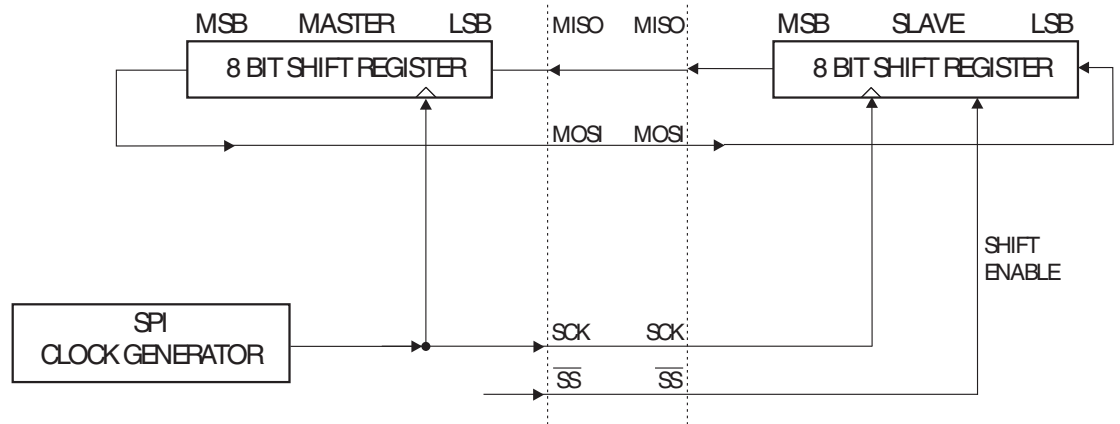 MSB MASTER LSB
MISO MISO
MSB SLAVE LSB
8 BIT SHIFT REGISTER
8 BIT SHIFT REGISTER
MOSI MOSI
SHIFT
ENABLE
SPI
CLOCK GENERATOR
SCK SCK
SS SS